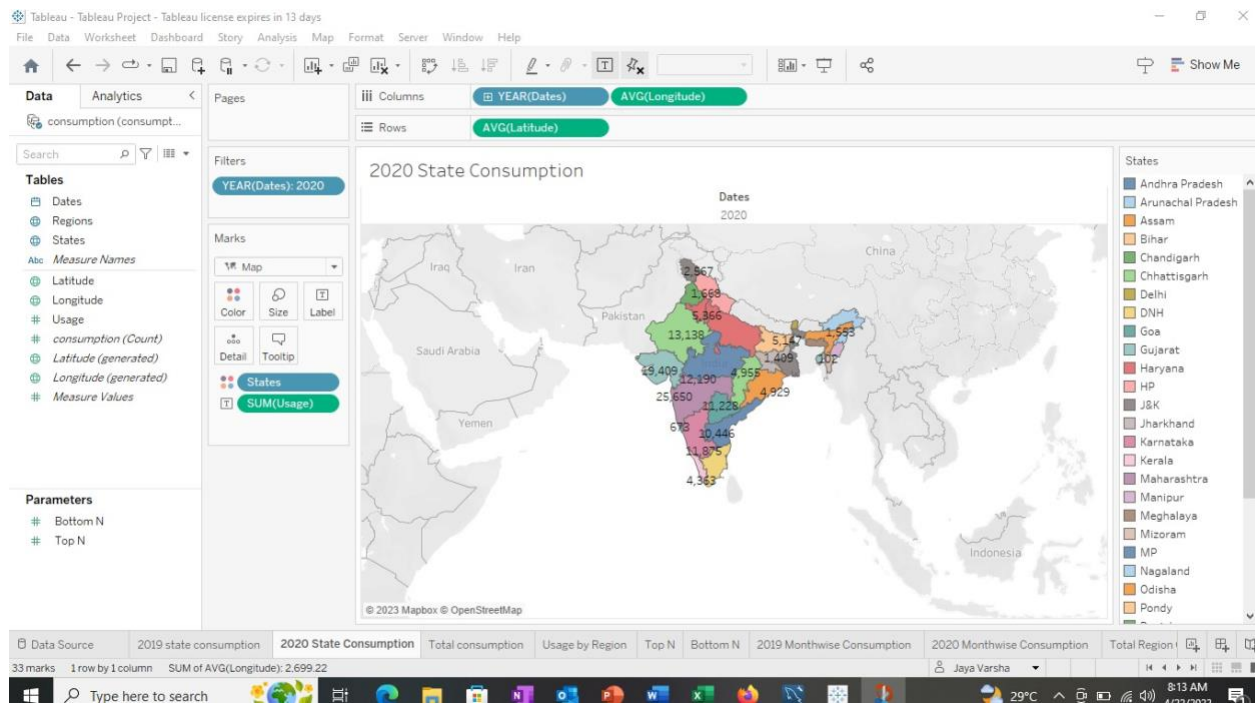 Tableau - Tableau Project - Tableau license expires in 13 days
File Data Worksheet Dashboard Story Analysis Map Format Server Window Help
Show Me
Data Analytics
consumption (consumpt...
Search
Tables
Dates
Regions
States
Abc Measure Names
Latitude
Longitude
# Usage
# consumption (Count)
Latitude (generated)
Longitude (generated)
# Measure Values
Parameters
# Bottom N
# Top N
Pages
Filters
YEAR(Dates): 2020
Marks
Map
Color Size Label
Detail Tooltip
States
SUM(Usage)
Columns YEAR(Dates) AVG(Longitude)
Rows AVG(Latitude)
2020 State Consumption
Dates
2020
China
Iraq
Iran
Pakistan
Saudi Arabia
Yemen
Indonesia
2,567
1,668
5,366
13,138
5,147
1,553
1,409
102
19,409
12,190
4,955
25,650
4,929
11,228
673
10,446
11,875
4,363
© 2023 Mapbox © OpenStreetMap
States
Andhra Pradesh
Arunachal Pradesh
Assam
Bihar
Chandigarh
Chhattisgarh
Delhi
DNH
Goa
Gujarat
Haryana
HP
J&K
Jharkhand
Karnataka
Kerala
Maharashtra
Manipur
Meghalaya
Mizoram
MP
Nagaland
Odisha
Pondy
Data Source 2019 state consumption 2020 State Consumption Total consumption Usage by Region Top N Bottom N 2019 Monthwise Consumption 2020 Monthwise Consumption Total Region
33 marks 1 row by 1 column SUM of AVG(Longitude): 2,699.22
Jaya Varsha
Type here to search
29°C
8:13 AM